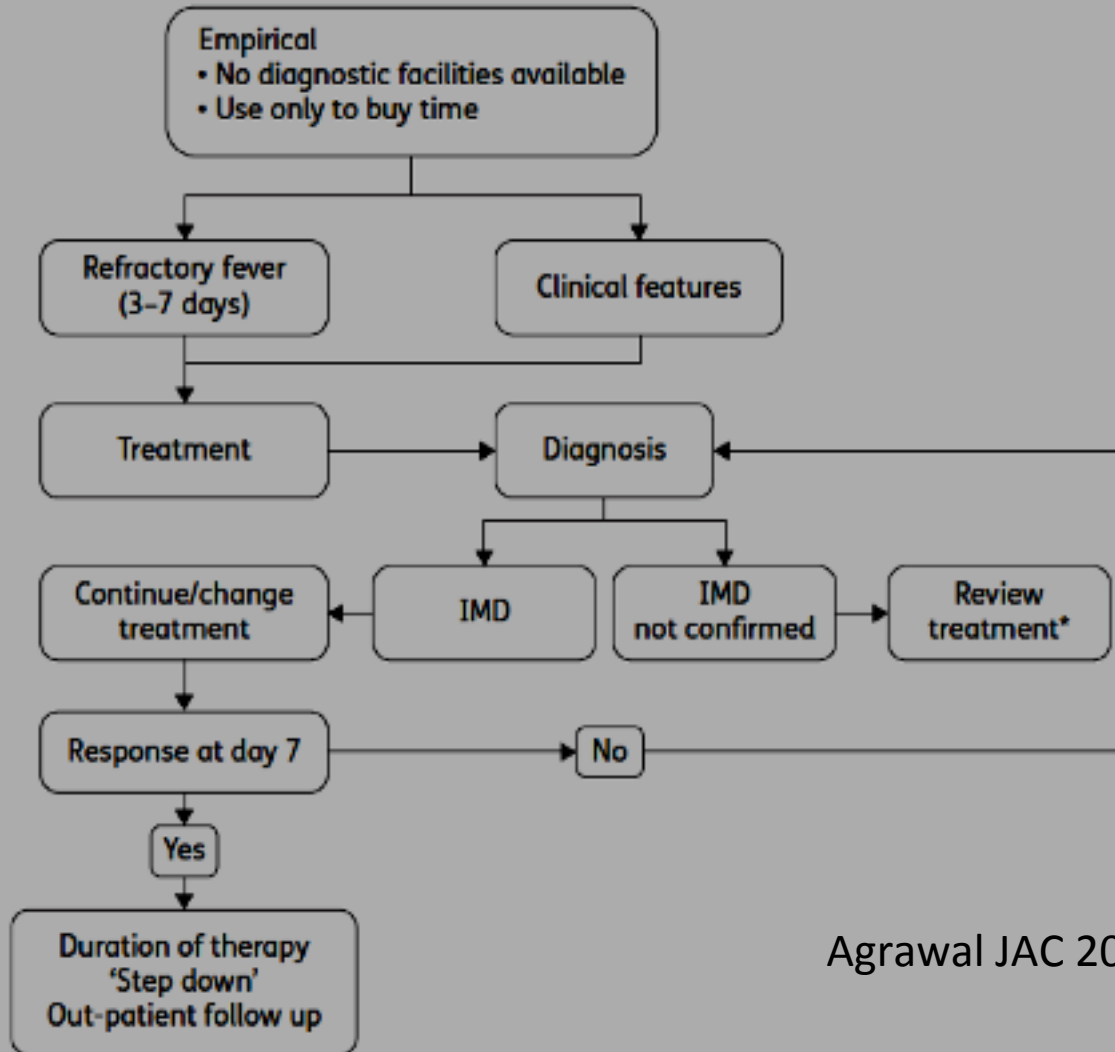 Empirical
• No diagnostic facilities available
• Use only to buy time
Refractory fever
(3–7 days)
Clinical features
Treatment
Diagnosis
Continue/change
treatment
IMD
IMD
not confirmed
Review
treatment*
Response at day 7
No
Yes
Duration of therapy
‘Step down’
Out-patient follow up
Agrawal JAC 20